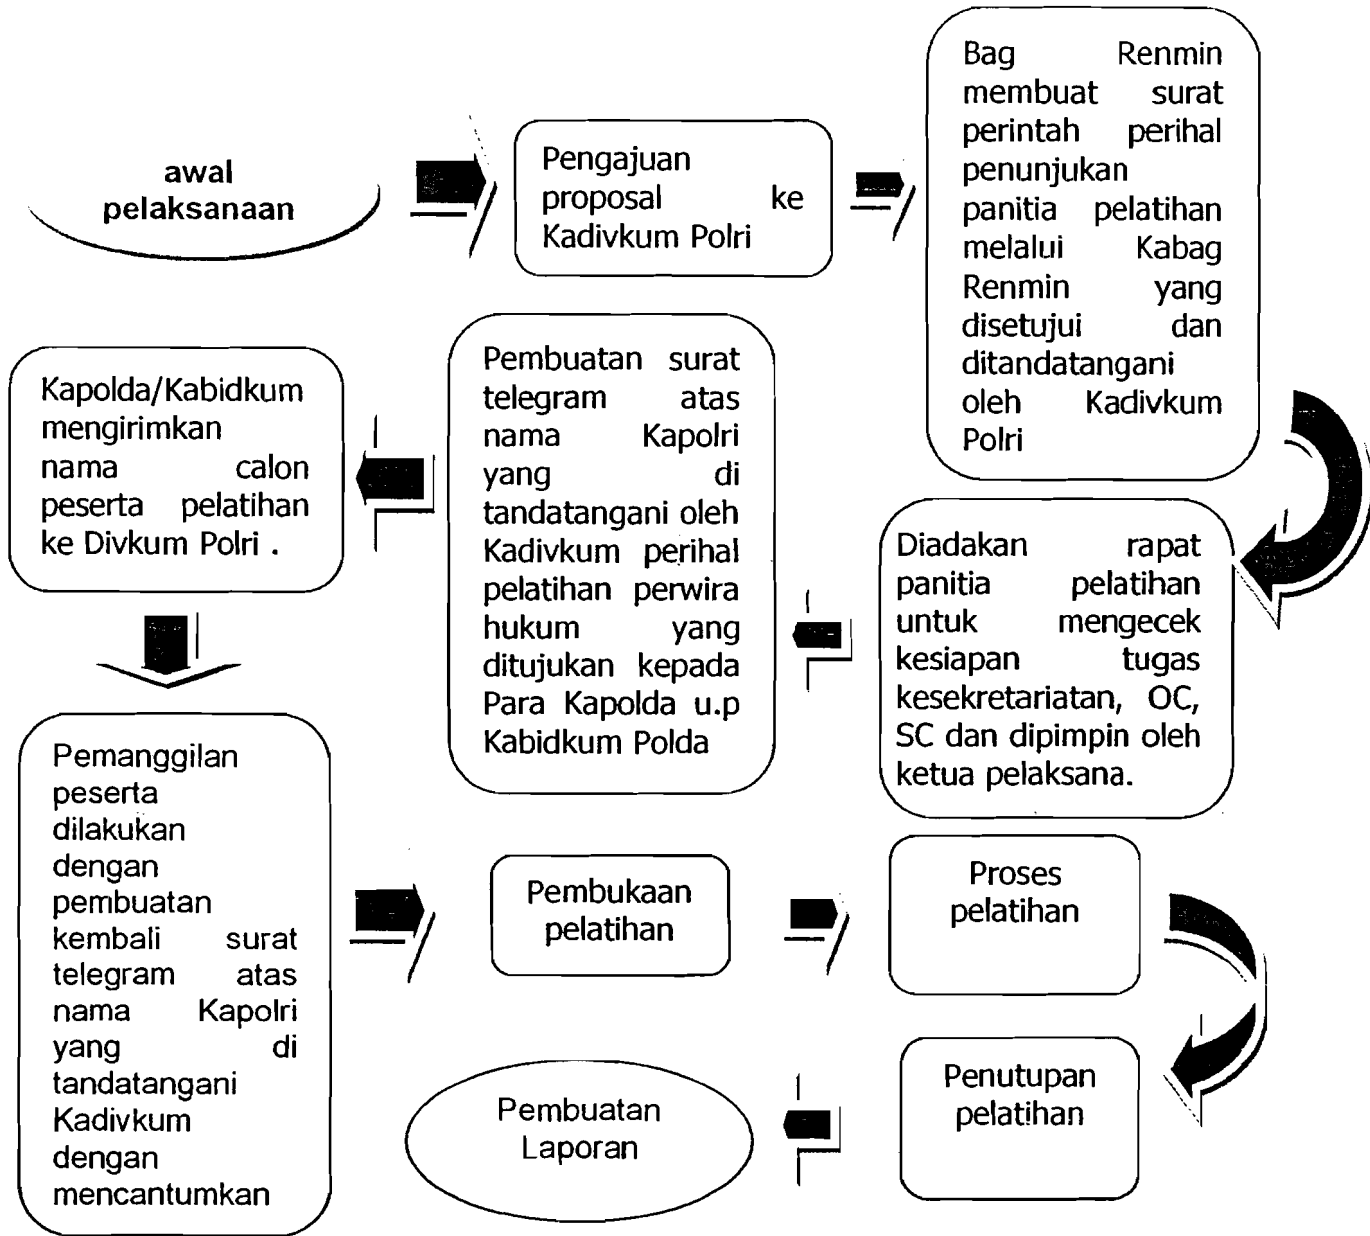 awal
pelaksanaan
Pengajuan
proposal ke
Kadivkum Polri
Bag Renmin
membuat surat
perintah perihal
penunjukan
panitia pelatihan
melalui Kabag
Renmin yang
disetujui dan
ditandatangani
oleh Kadivkum
Polri
Diadakan rapat
panitia pelatihan
untuk mengecek
kesiapan tugas
kesekretariatan, OC,
SC dan dipimpin oleh
ketua pelaksana.
Pembuatan surat
telegram atas
nama Kapolri
yang di
tandatangani oleh
Kadivkum perihal
pelatihan perwira
hukum yang
ditujukan kepada
Para Kapolda u.p
Kabidkum Polda
Kapolda/Kabidkum
mengirimkan
nama calon
peserta pelatihan
ke Divkum Polri .
Pemanggilan
peserta
dilakukan
dengan
pembuatan
kembali surat
telegram atas
nama Kapolri
yang di
tandatangani
Kadivkum
dengan
mencantumkan
Pembukaan
pelatihan
Proses
pelatihan
Penutupan
pelatihan
Pembuatan
Laporan